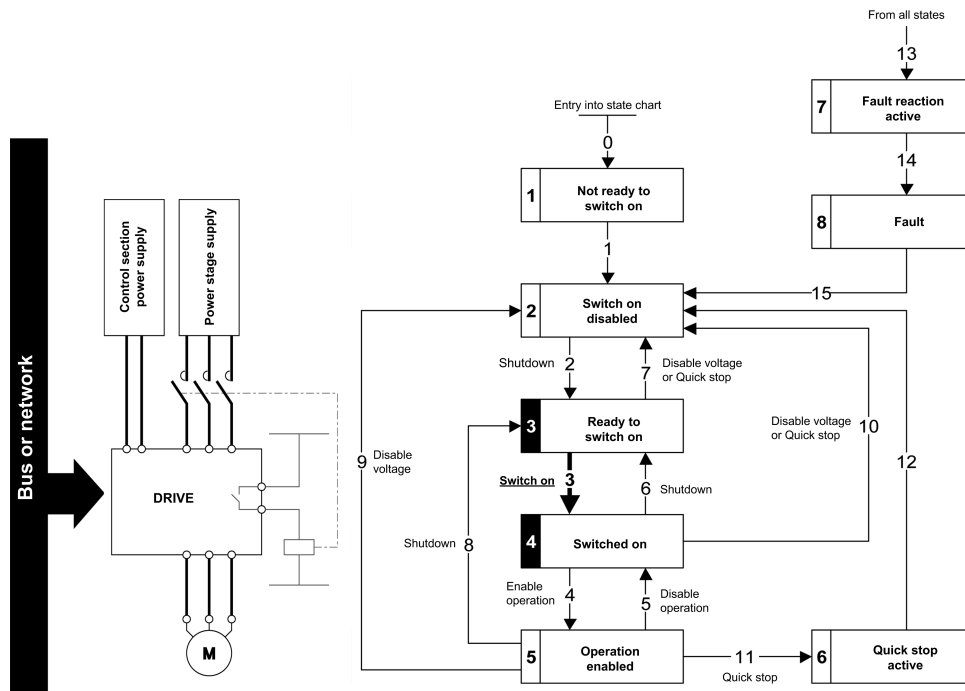 Bus or network
Control section
power supply
Power stage supply
DRIVE
M
From all states
13
7
Fault reaction
active
14
8
Fault
15
Entry into state chart
0
1
Not ready to
switch on
1
2
Switch on
disabled
Shutdown
2
7
Disable voltage
or Quick stop
3
Ready to
switch on
Switch on
3
6
Shutdown
4
Switched on
Disable voltage
or Quick stop
10
12
9
Disable
voltage
Shutdown
8
Enable
operation
4
5
Disable
operation
5
Operation
enabled
11
Quick stop
6
Quick stop
active